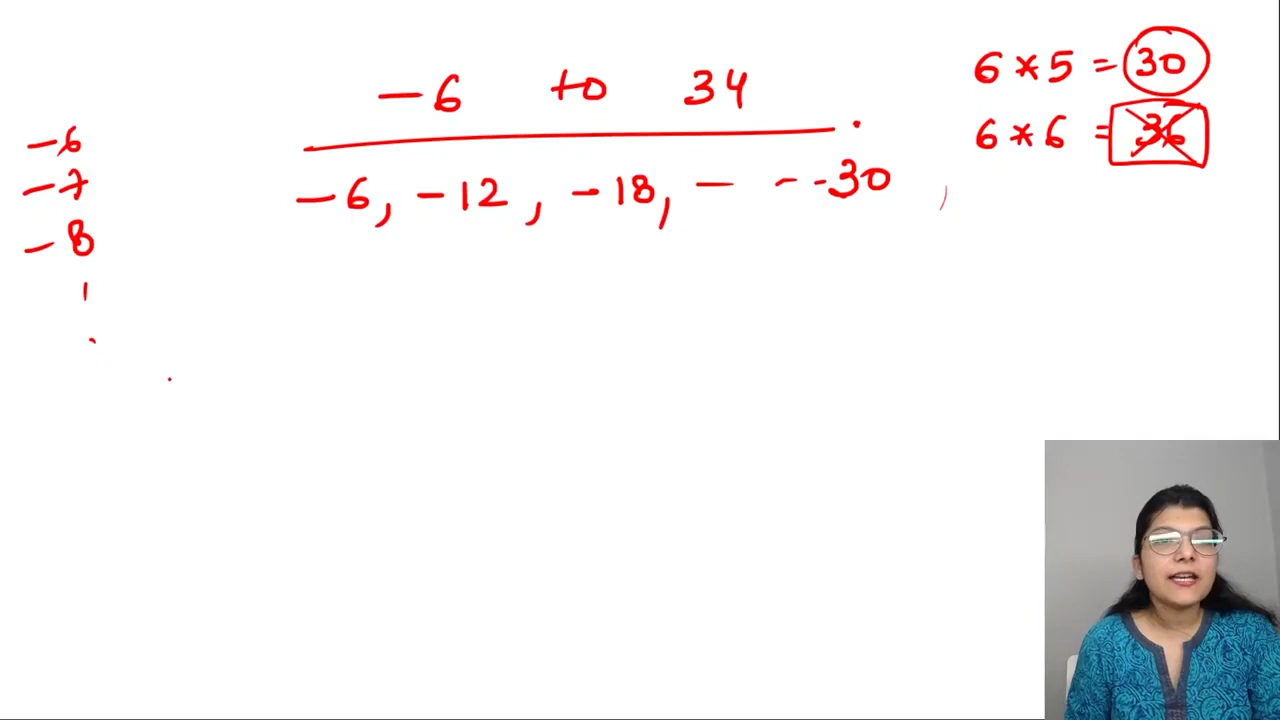 -6 to 34
-6, -12, -18, - - -30
6 * 5 = 30
6 * 6 = 36
-6
-7
-8